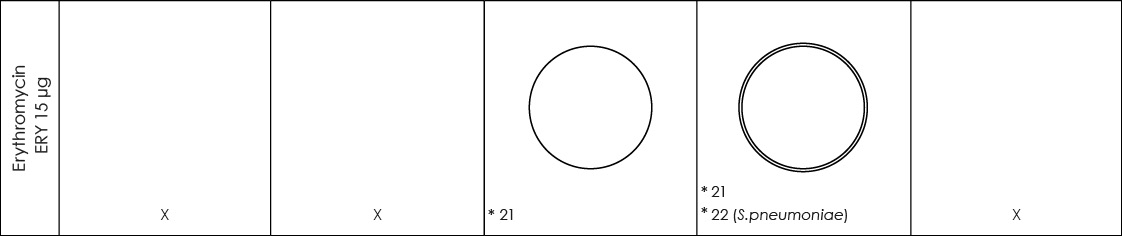 Erythromycin
ERY 15 µg
X
X
* 21
* 21
* 22 (S.pneumoniae)
X